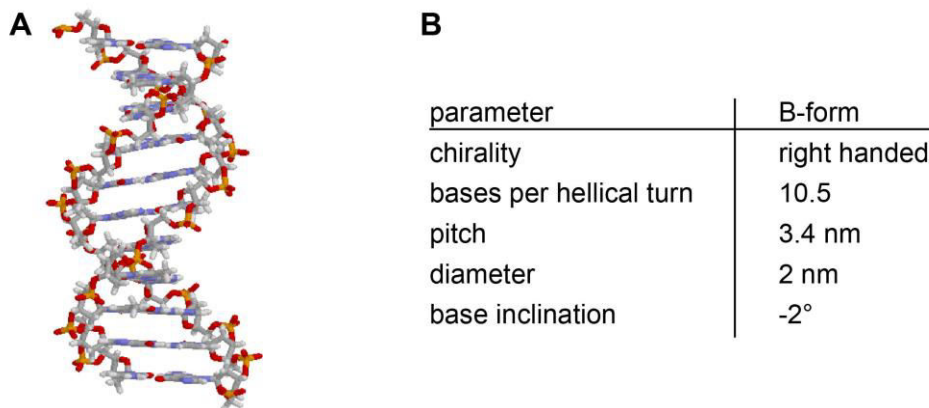 A
B
parameter B-form
chirality right handed
bases per hellical turn 10.5
pitch 3.4 nm
diameter 2 nm
base inclination -2°